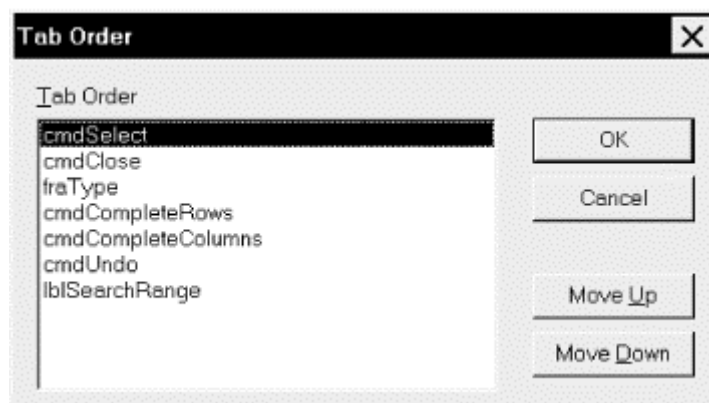 Tab Order
Tab Order
cmdSelect
cmdClose
fraType
cmdCompleteRows
cmdCompleteColumns
cmdUndo
lblSearchRange
OK
Cancel
Move Up
Move Down